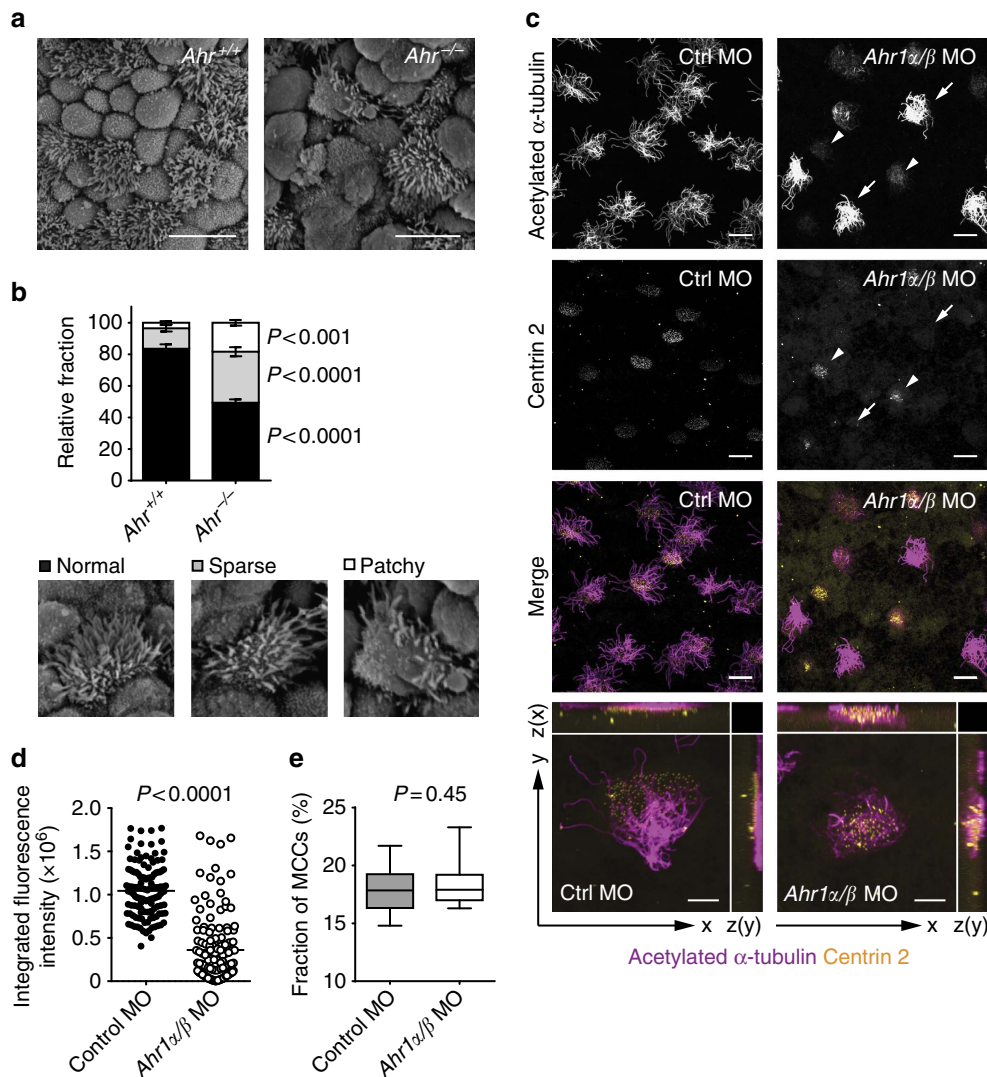 a
Ahr+/+
Ahr−/−
b
Relative fraction
100
80
60
40
20
0
P<0.001
P<0.0001
P<0.0001
Ahr+/+
Ahr−/−
Normal
Sparse
Patchy
c
Acetylated α-tubulin
Ctrl MO
Ahr1α/β MO
Centrin 2
Ctrl MO
Ahr1α/β MO
Merge
Ctrl MO
Ahr1α/β MO
y z(x)
Ctrl MO
Ahr1α/β MO
x z(y)
x z(y)
Acetylated α-tubulin Centrin 2
d
P<0.0001
Integrated fluorescence
intensity (×10⁶)
2.0
1.5
1.0
0.5
0
Control MO
Ahr1α/β MO
e
P=0.45
Fraction of MCCs (%)
25
20
15
10
Control MO
Ahr1α/β MO